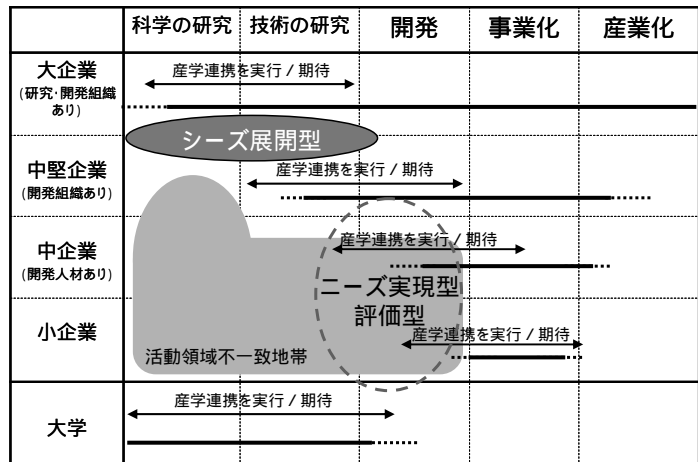 科学の研究 技術の研究 開発 事業化 産業化
大企業
(研究・開発組織
あり)
産学連携を実行 / 期待
シーズ展開型
中堅企業
(開発組織あり)
産学連携を実行 / 期待
中企業
(開発人材あり)
産学連携を実行 / 期待
ニーズ実現型
評価型
小企業
産学連携を実行 / 期待
活動領域不一致地帯
大学
産学連携を実行 / 期待